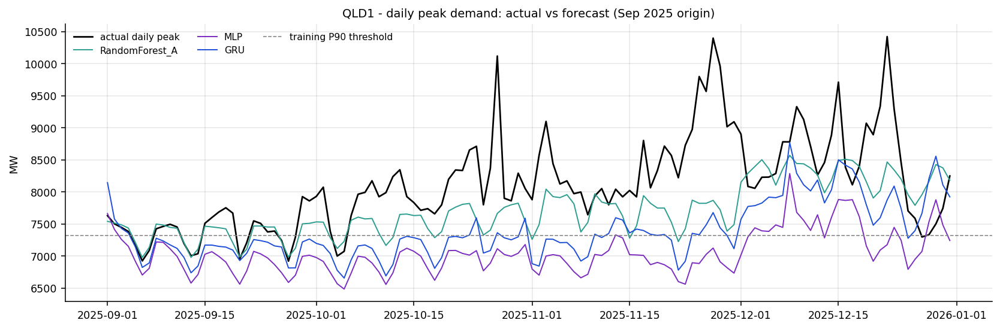 QLD1 - daily peak demand: actual vs forecast (Sep 2025 origin)
actual daily peak
RandomForest_A
MLP
GRU
training P90 threshold
MW
10500
10000
9500
9000
8500
8000
7500
7000
6500
2025-09-01
2025-09-15
2025-10-01
2025-10-15
2025-11-01
2025-11-15
2025-12-01
2025-12-15
2026-01-01